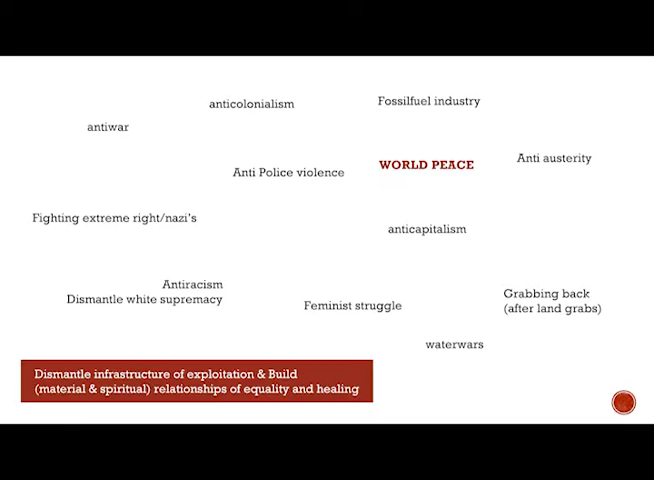 anticolonialism
Fossilfuel industry
antiwar
Anti austerity
WORLD PEACE
Anti Police violence
Fighting extreme right/nazi's
anticapitalism
Antiracism
Dismantle white supremacy
Grabbing back
(after land grabs)
Feminist struggle
waterwars
Dismantle infrastructure of exploitation & Build
(material & spiritual) relationships of equality and healing